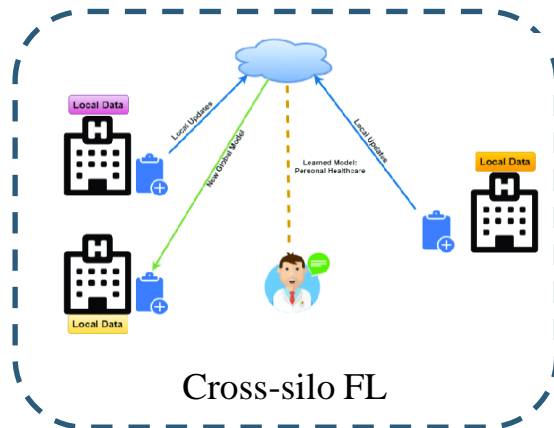 Local Data
Local Updates
New Global Model
Learned Model:
Personal Healthcare
Local Updates
Local Data
Local Data
Cross-silo FL